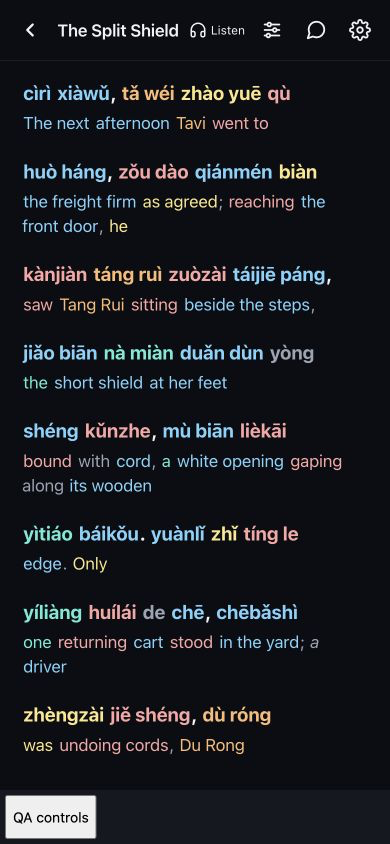 The Split Shield Listen
cìrì xiàwǔ, tǎ wéi zhào yuē qù
The next afternoon Tavi went to
huò háng, zǒu dào qiánmén biàn
the freight firm as agreed; reaching the
front door, he
kànjiàn táng ruì zuòzài táijiē páng,
saw Tang Rui sitting beside the steps,
jiǎo biān nà miàn duǎn dùn yòng
the short shield at her feet
shéng kǔnzhe, mù biān lièkāi
bound with cord, a white opening gaping
along its wooden
yìtiáo báikǒu. yuànlǐ zhǐ tíng le
edge. Only
yíliàng huílái de chē, chēbǎshì
one returning cart stood in the yard; a
driver
zhèngzài jiě shéng, dù róng
was undoing cords, Du Rong
QA controls